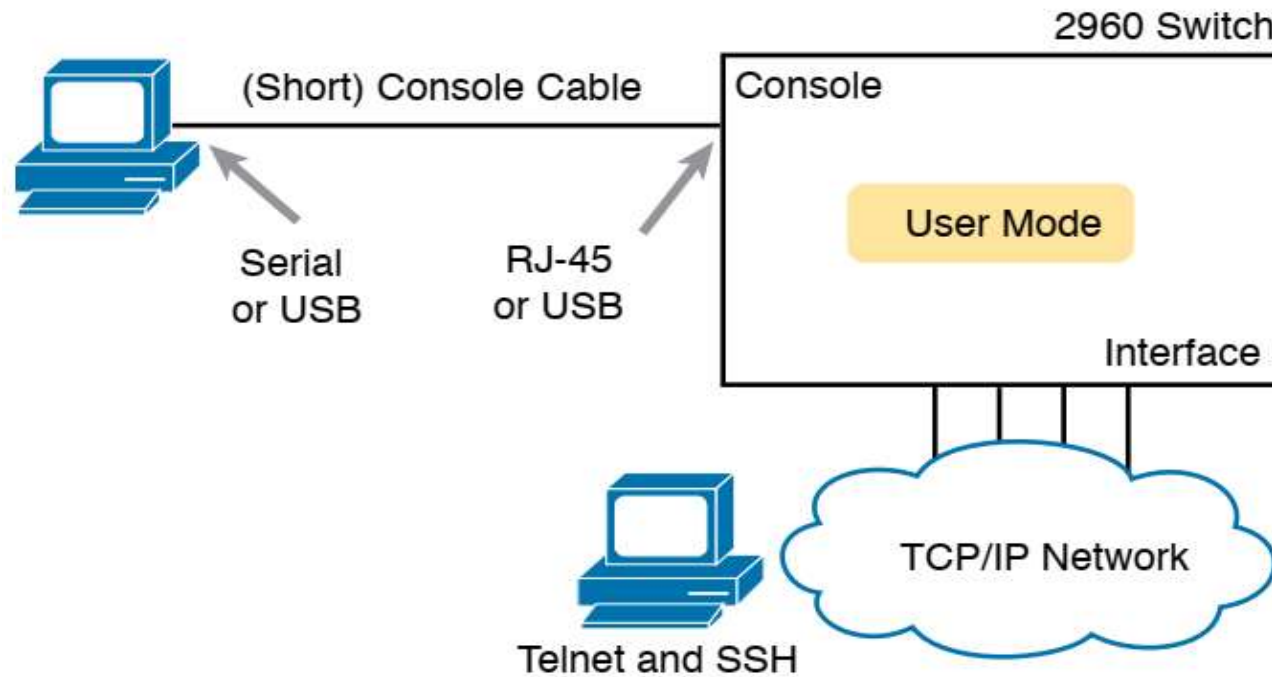 2960 Switch
(Short) Console Cable
Console
User Mode
Serial
or USB
RJ-45
or USB
Interface
TCP/IP Network
Telnet and SSH